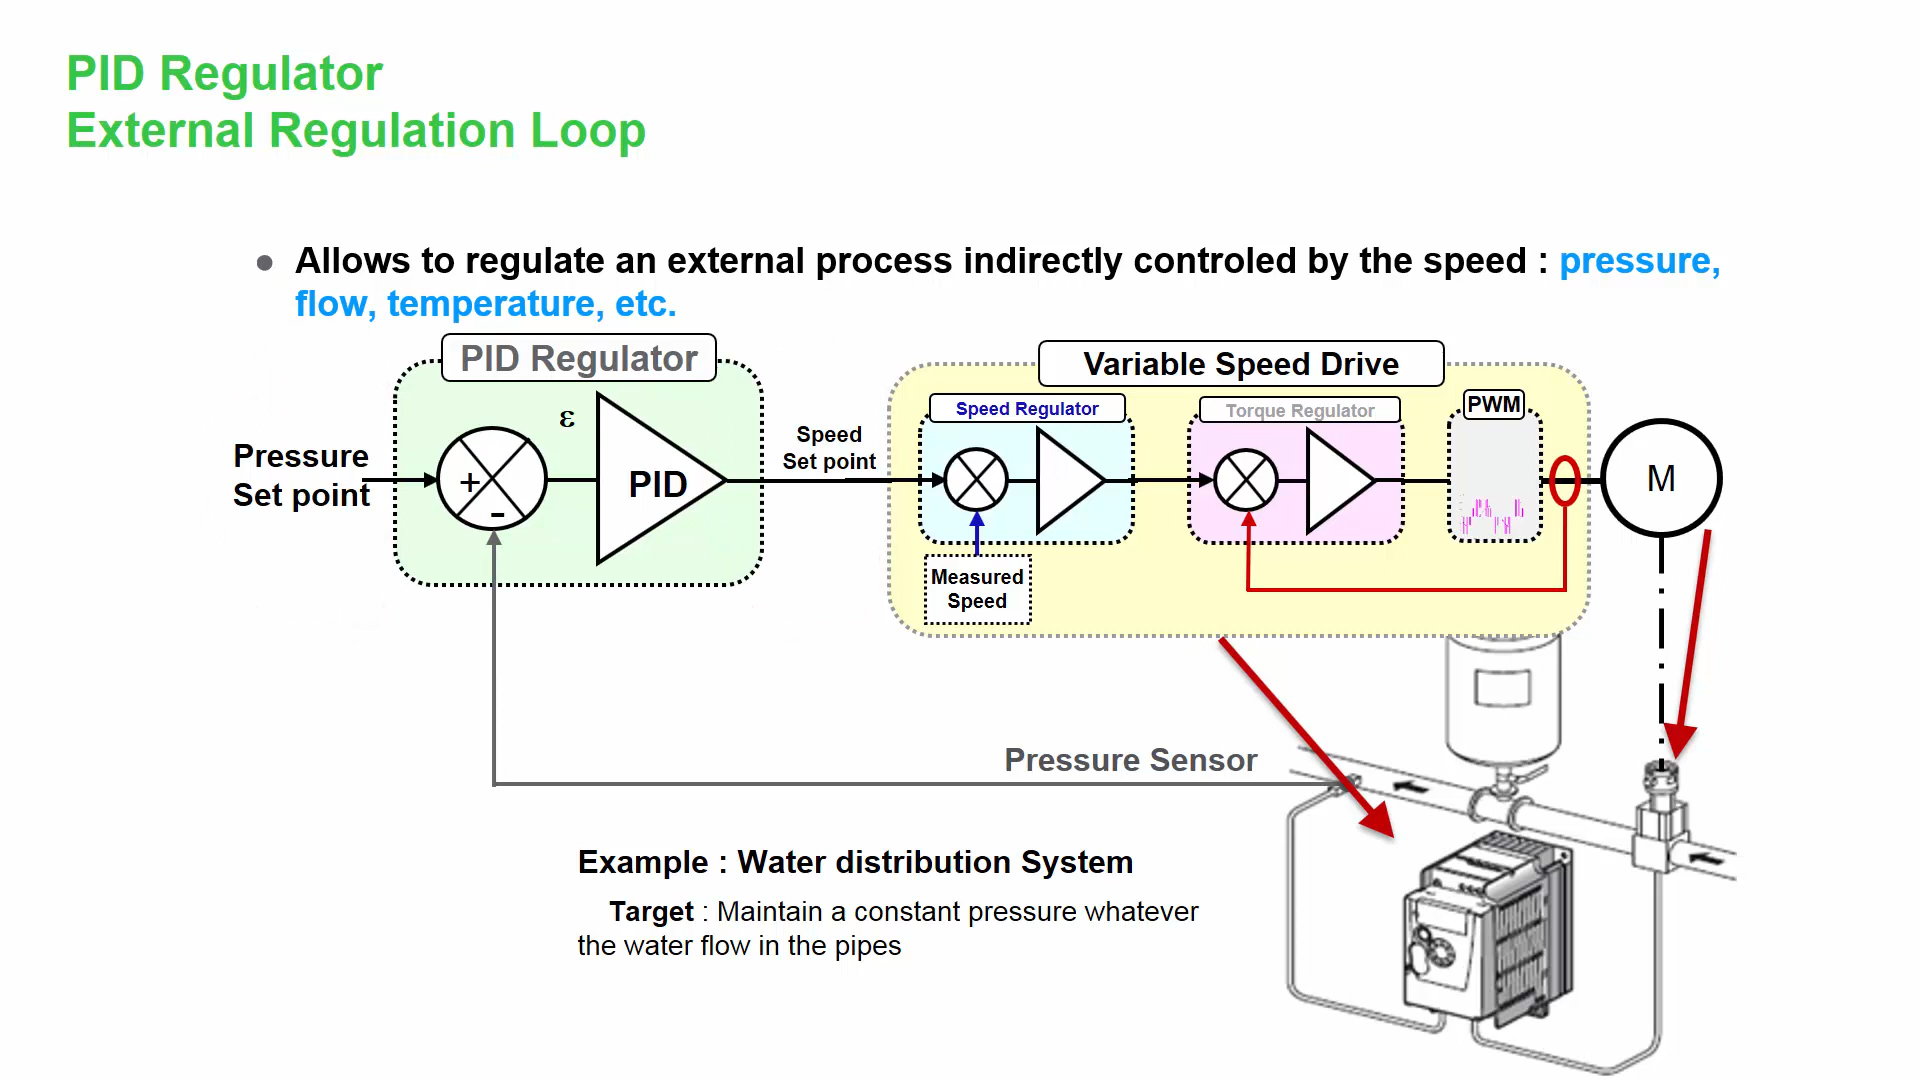 PID Regulator
External Regulation Loop
Allows to regulate an external process indirectly controled by the speed : pressure,
flow, temperature, etc.
PID Regulator
Variable Speed Drive
Speed Regulator
Torque Regulator
PWM
ε
Speed
Set point
Pressure
Set point
+
-
PID
M
Measured
Speed
Pressure Sensor
Example : Water distribution System
Target : Maintain a constant pressure whatever
the water flow in the pipes